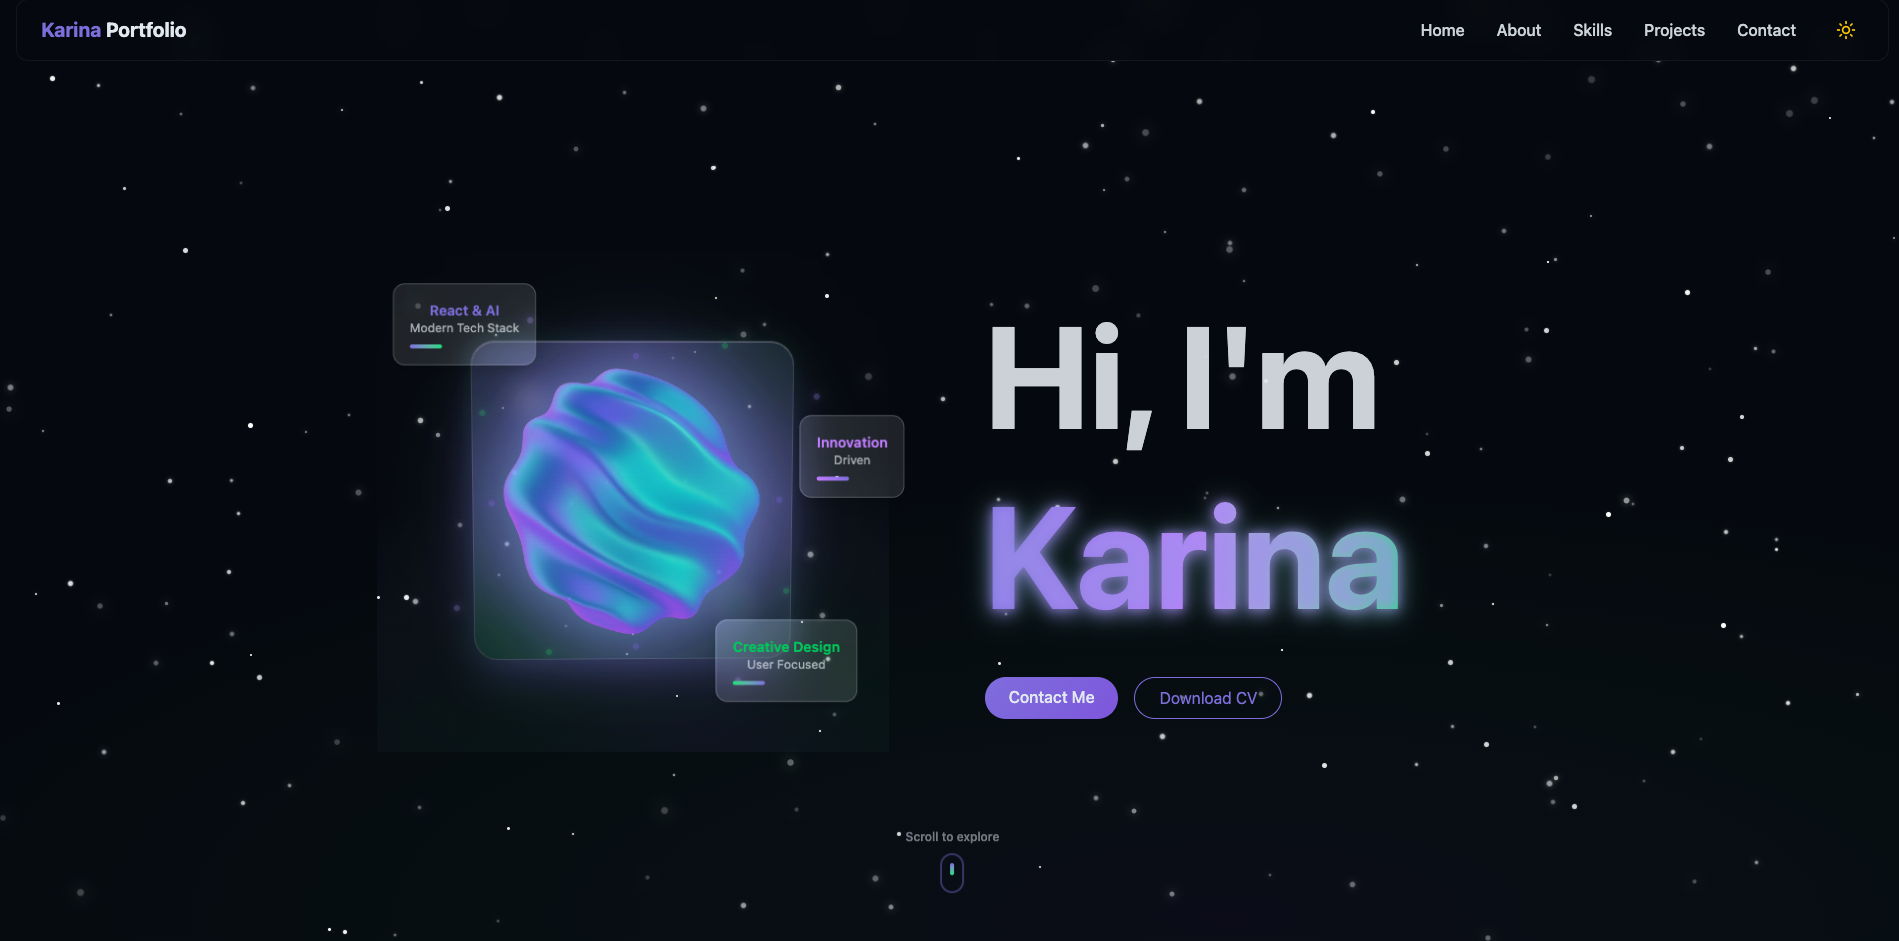 Karina Portfolio
Home
About
Skills
Projects
Contact
React & AI
Modern Tech Stack
Innovation
Driven
Creative Design
User Focused
Hi, I'm
Karina
Contact Me
Download CV
Scroll to explore